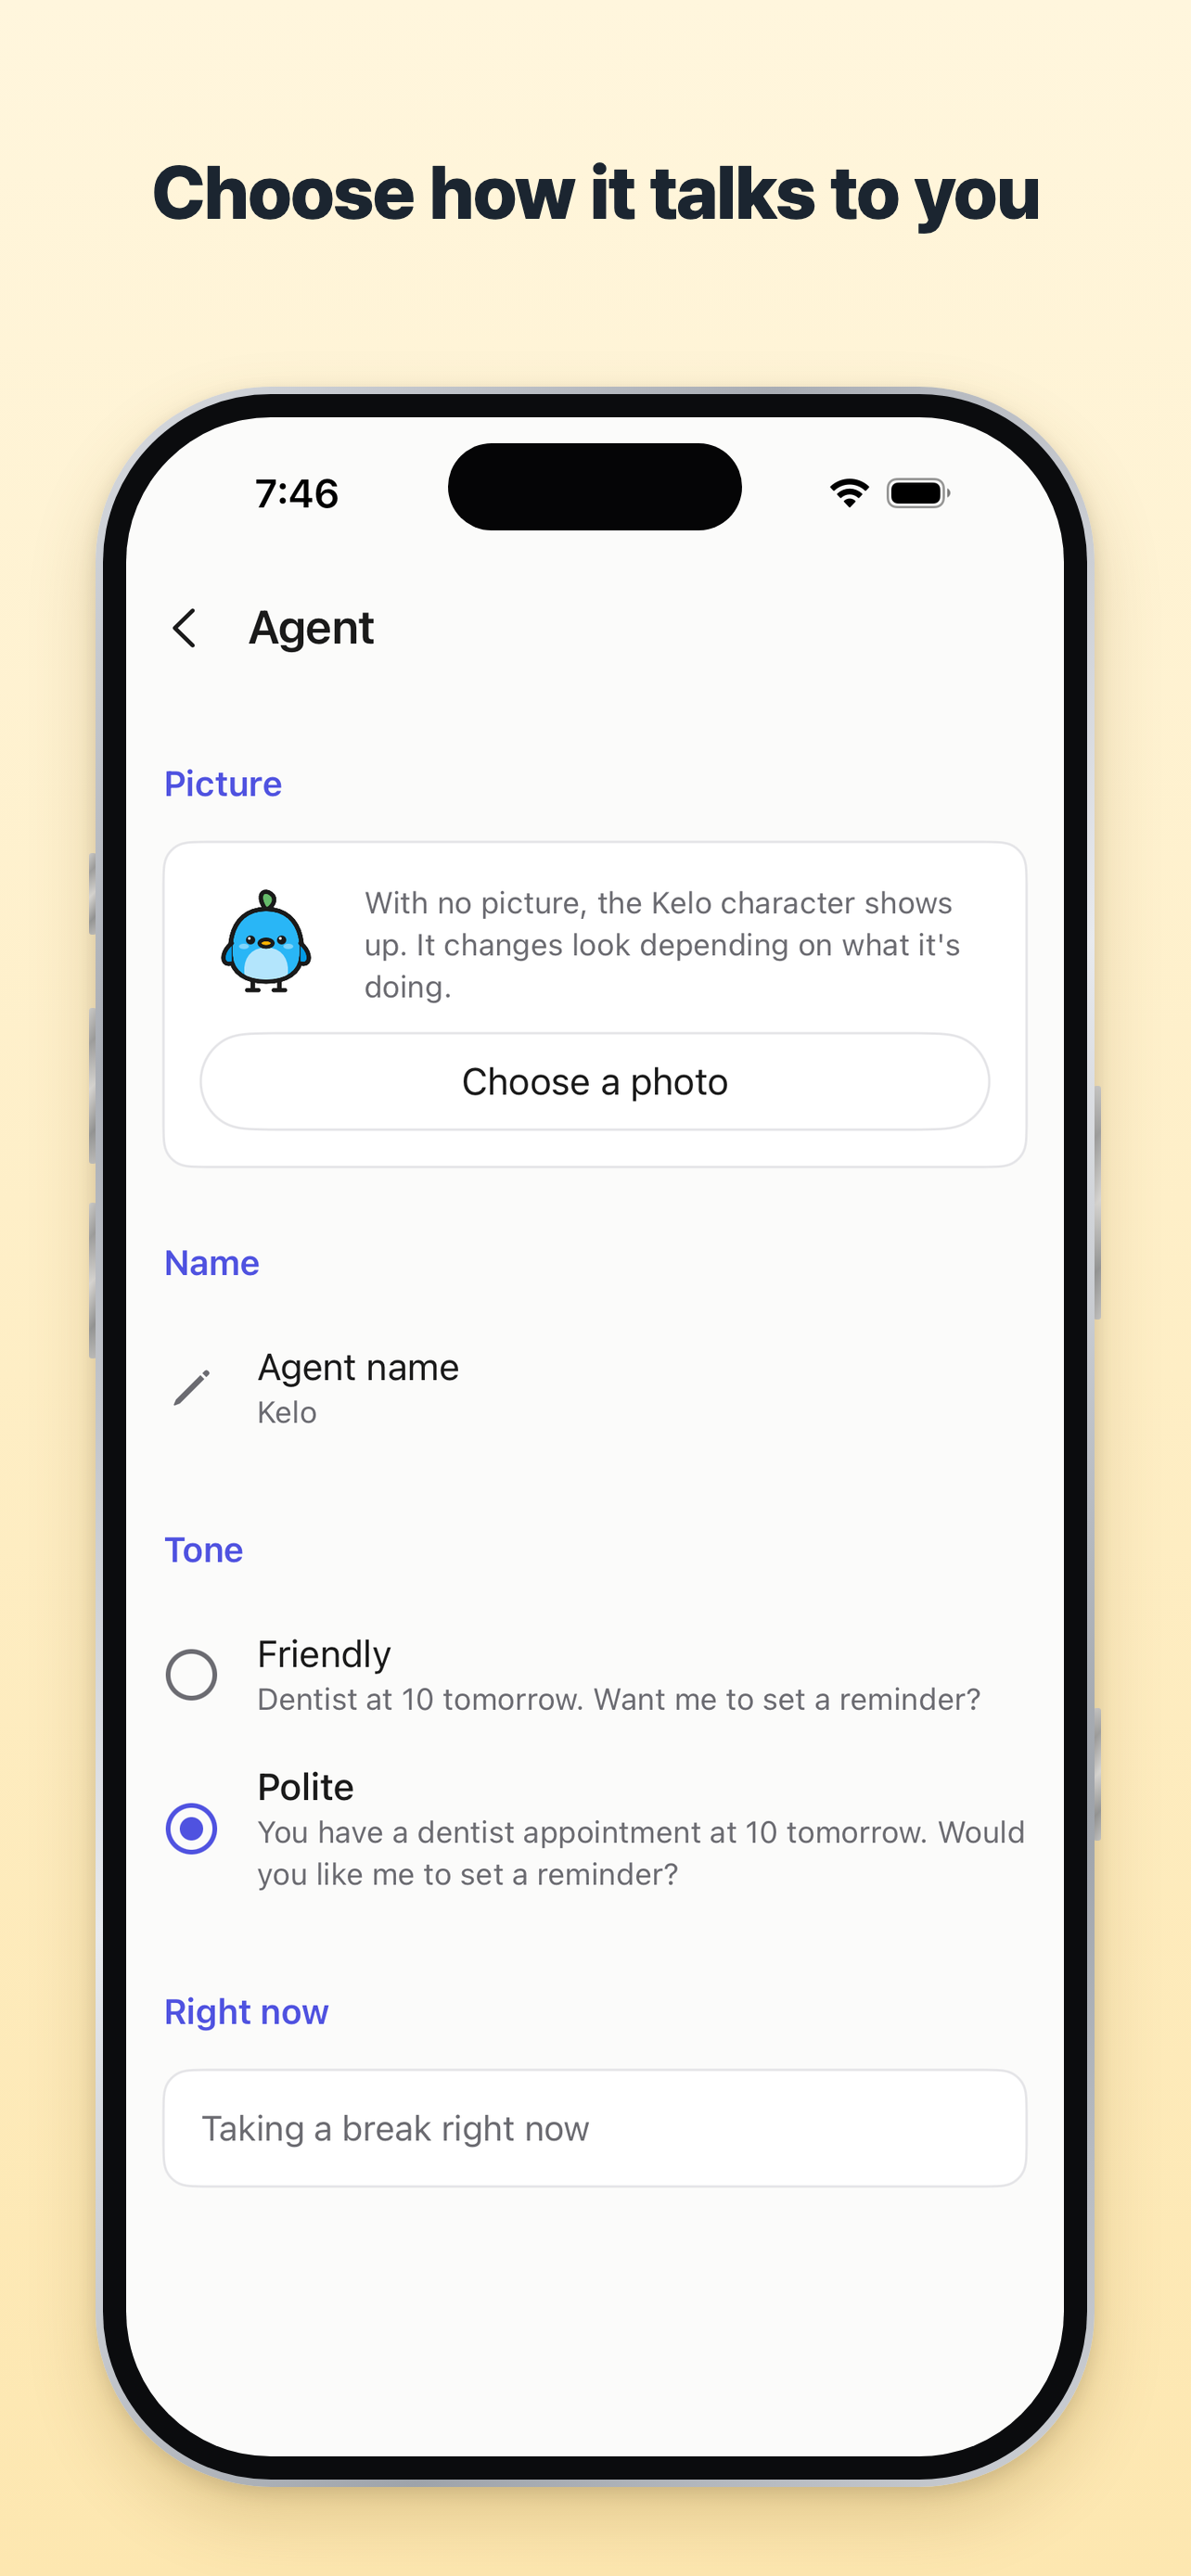 Choose how it talks to you
7:46
Agent
Picture
With no picture, the Kelo character shows
up. It changes look depending on what it's
doing.
Choose a photo
Name
Agent name
Kelo
Tone
Friendly
Dentist at 10 tomorrow. Want me to set a reminder?
Polite
You have a dentist appointment at 10 tomorrow. Would
you like me to set a reminder?
Right now
Taking a break right now